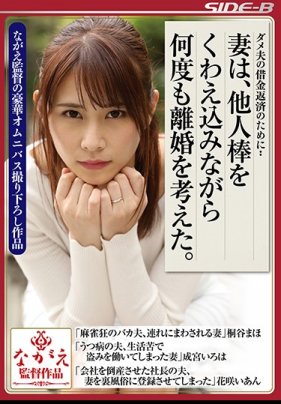 SIDE-B
ダメ夫の借金返済のために…
妻は、他人棒を
くわえ込みながら
何度も離婚を考えた。
ながえ監督の豪華オムニバス撮り下ろし作品
ながえ
監督作品
「麻雀狂のバカ夫、連れにまわされる妻」桐谷まほ
「うつ病の夫、生活苦で
盗みを働いてしまった妻」成宮いろは
「会社を倒産させた社長の夫、
妻を裏風俗に登録させてしまった」花咲いあん